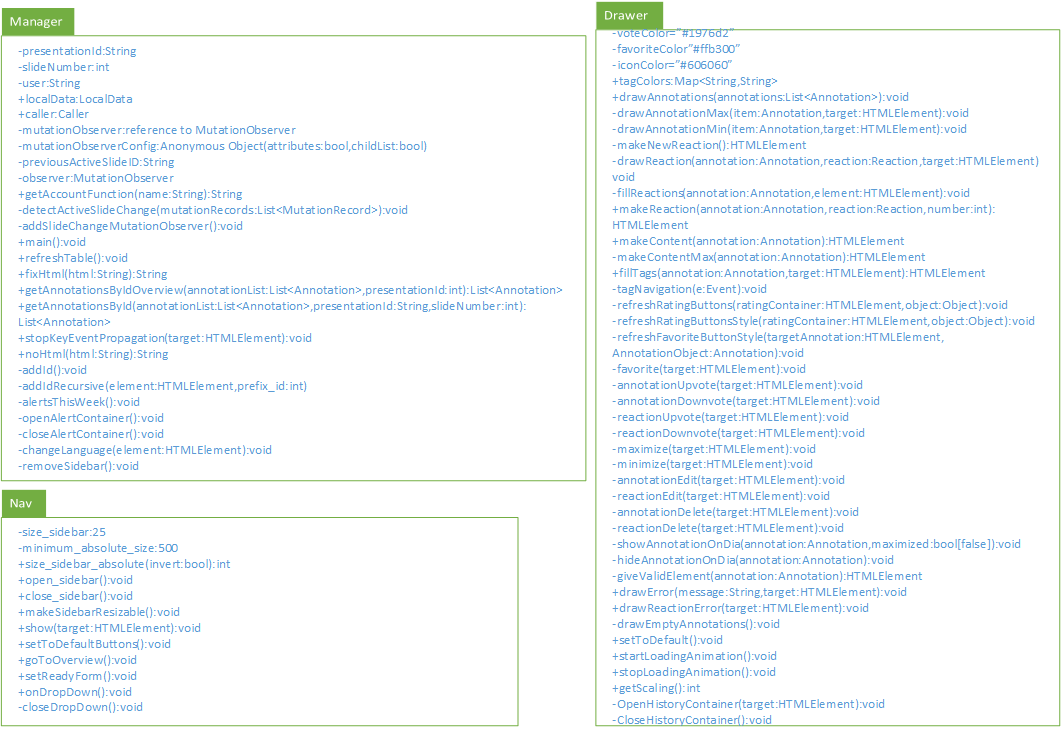 Manager
-presentationId:String
-slideNumber:int
-user:String
+localData:LocalData
+caller:Caller
-mutationObserver:reference to MutationObserver
-mutationObserverConfig:Anonymous Object(attributes:bool,childList:bool)
-previousActiveSlideID:String
-observer:MutationObserver
+getAccountFunction(name:String):String
-detectActiveSlideChange(mutationRecords:List<MutationRecord>):void
-addSlideChangeMutationObserver():void
+main():void
+refreshTable():void
+fixHtml(html:String):String
+getAnnotationsByIdOverview(annotationList:List<Annotation>,presentationId:int):List<Annotation>
+getAnnotationsById(annotationList:List<Annotation>,presentationId:String,slideNumber:int):
List<Annotation>
+stopKeyEventPropagation(target:HTMLElement):void
+noHtml(html:String):String
-addId():void
-addIdRecursive(element:HTMLElement,prefix_id:int)
-alertsThisWeek():void
-openAlertContainer():void
-closeAlertContainer():void
-changeLanguage(element:HTMLElement):void
-removeSidebar():void
Nav
-size_sidebar:25
-minimum_absolute_size:500
+size_sidebar_absolute(invert:bool):int
+open_sidebar():void
+close_sidebar():void
+makeSidebarResizable():void
+show(target:HTMLElement):void
+setToDefaultButtons():void
+goToOverview():void
+setReadyForm():void
+onDropDown():void
-closeDropDown():void
Drawer
-voteColor="#1976d2"
-favoriteColor"#ffb300"
-iconColor="#606060"
+tagColors:Map<String,String>
+drawAnnotations(annotations:List<Annotation>):void
-drawAnnotationMax(item:Annotation,target:HTMLElement):void
-drawAnnotationMin(item:Annotation,target:HTMLElement):void
-makeNewReaction():HTMLElement
-drawReaction(annotation:Annotation,reaction:Reaction,target:HTMLElement)
void
-fillReactions(annotation:Annotation,element:HTMLElement):void
+makeReaction(annotation:Annotation,reaction:Reaction,number:int):
HTMLElement
+makeContent(annotation:Annotation):HTMLElement
-makeContentMax(annotation:Annotation):HTMLElement
+fillTags(annotation:Annotation,target:HTMLElement):HTMLElement
-tagNavigation(e:Event):void
-refreshRatingButtons(ratingContainer:HTMLElement,object:Object):void
-refreshRatingButtonsStyle(ratingContainer:HTMLElement,object:Object):void
-refreshFavoriteButtonStyle(targetAnnotation:HTMLElement,
AnnotationObject:Annotation):void
-favorite(target:HTMLElement):void
-annotationUpvote(target:HTMLElement):void
-annotationDownvote(target:HTMLElement):void
-reactionUpvote(target:HTMLElement):void
-reactionDownvote(target:HTMLElement):void
-maximize(target:HTMLElement):void
-minimize(target:HTMLElement):void
-annotationEdit(target:HTMLElement):void
-reactionEdit(target:HTMLElement):void
-annotationDelete(target:HTMLElement):void
-reactionDelete(target:HTMLElement):void
-showAnnotationOnDia(annotation:Annotation,maximized:bool[false]):void
-hideAnnotationOnDia(annotation:Annotation):void
-giveValidElement(annotation:Annotation):HTMLElement
+drawError(message:String,target:HTMLElement):void
+drawReactionError(target:HTMLElement):void
-drawEmptyAnnotations():void
+setToDefault():void
+startLoadingAnimation():void
+stopLoadingAnimation():void
+getScaling():int
-OpenHistoryContainer(target:HTMLElement):void
-CloseHistoryContainer():void